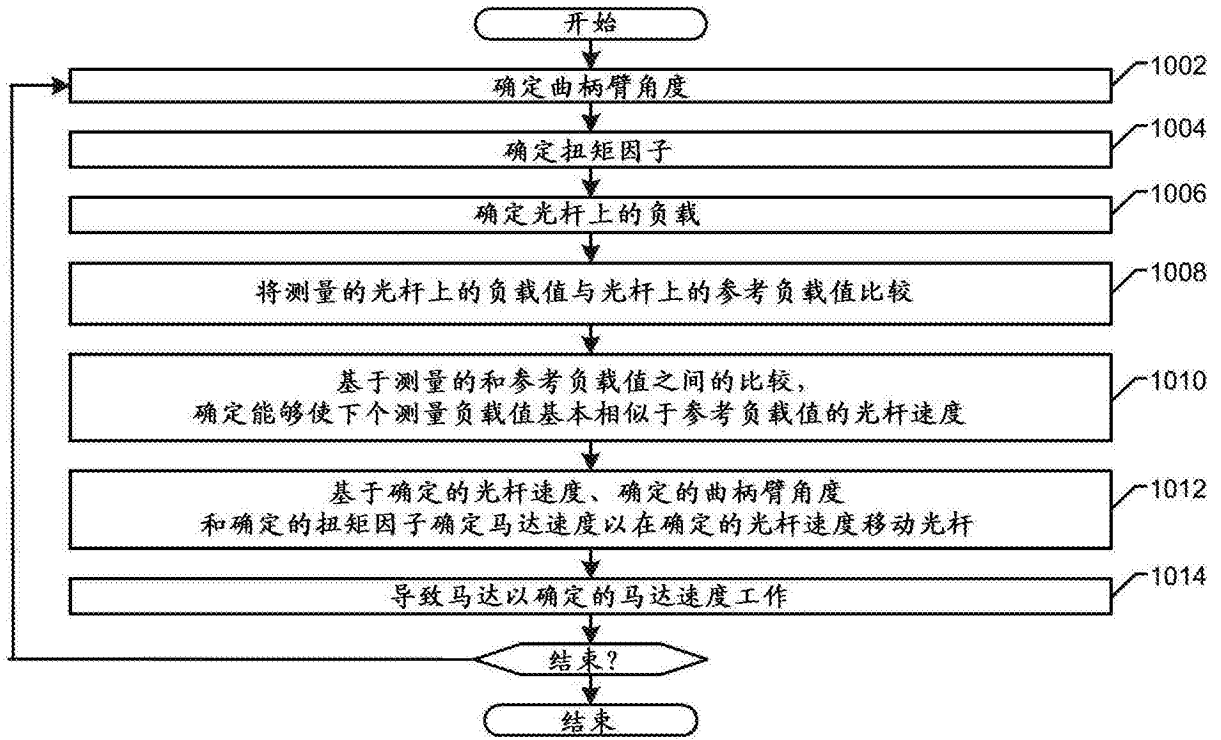 开始
确定曲柄臂角度
1002
确定扭矩因子
1004
确定光杆上的负载
1006
将测量的光杆上的负载值与光杆上的参考负载值比较
1008
基于测量的和参考负载值之间的比较,
确定能够使下个测量负载值基本相似于参考负载值的光杆速度
1010
基于确定的光杆速度、确定的曲柄臂角度
和确定的扭矩因子确定马达速度以在确定的光杆速度移动光杆
1012
导致马达以确定的马达速度工作
1014
结束?
结束